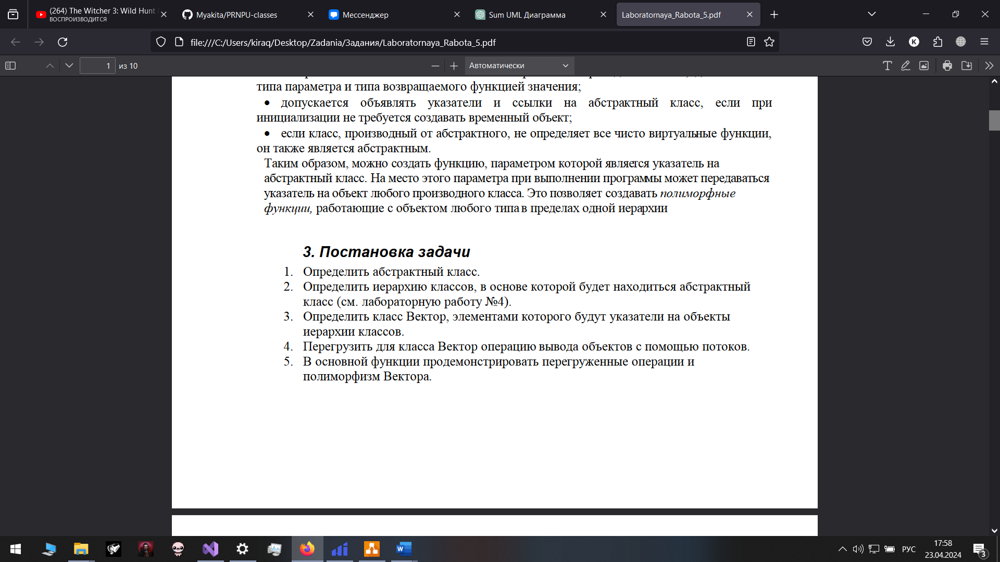 (264) The Witcher 3: Wild Hunt
ВОСПРОИЗВОДИТСЯ
Myakita/PRNPU-classes
Мессенджер
Sum UML Диаграмма
Laboratornaya_Rabota_5.pdf
file:///C:/Users/kiraq/Desktop/Zadania/Задания/Laboratornaya_Rabota_5.pdf
K
1 из 10
Автоматически
типа параметра и типа возвращаемого функцией значения;
• допускается объявлять указатели и ссылки на абстрактный класс, если при
инициализации не требуется создавать временный объект;
• если класс, производный от абстрактного, не определяет все чисто виртуальные функции,
он также является абстрактным.
Таким образом, можно создать функцию, параметром которой является указатель на
абстрактный класс. На место этого параметра при выполнении программы может передаваться
указатель на объект любого производного класса. Это позволяет создавать полиморфные
функции, работающие с объектом любого типа в пределах одной иерархии
3. Постановка задачи
1. Определить абстрактный класс.
2. Определить иерархию классов, в основе которой будет находиться абстрактный
класс (см. лабораторную работу №4).
3. Определить класс Вектор, элементами которого будут указатели на объекты
иерархии классов.
4. Перегрузить для класса Вектор операцию вывода объектов с помощью потоков.
5. В основной функции продемонстрировать перегруженные операции и
полиморфизм Вектора.
РУС
17:58
23.04.2024
3